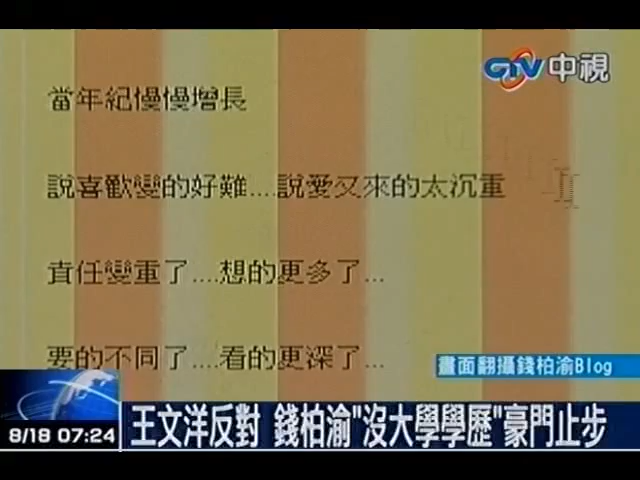 CTV中視
當年紀慢慢增長
說喜歡變的好難....說愛又來的太沉重
責任變重了....想的更多了...
要的不同了....看的更深了...
畫面翻攝錢柏渝Blog
8/18 07:24
王文洋反對 錢柏渝"沒大學學歷"豪門止步